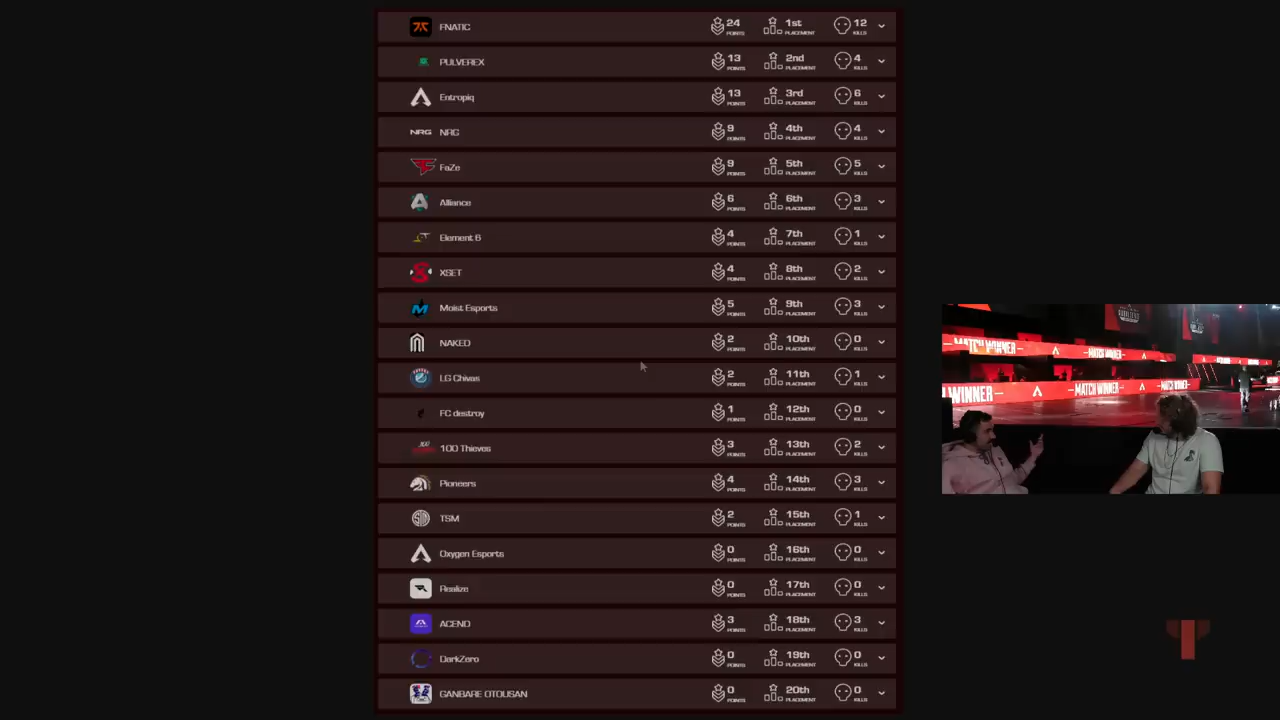 FNATIC 24 POINTS 1st PLACEMENT 12 KILLS
PULVEREX 13 POINTS 2nd PLACEMENT 4 KILLS
Entropiq 13 POINTS 3rd PLACEMENT 6 KILLS
NRG NRG 9 POINTS 4th PLACEMENT 4 KILLS
FaZe 9 POINTS 5th PLACEMENT 5 KILLS
Alliance 6 POINTS 6th PLACEMENT 3 KILLS
Element 6 4 POINTS 7th PLACEMENT 1 KILLS
XSET 4 POINTS 8th PLACEMENT 2 KILLS
Moist Esports 5 POINTS 9th PLACEMENT 3 KILLS
NAKED 2 POINTS 10th PLACEMENT 0 KILLS
LG Chivas 2 POINTS 11th PLACEMENT 1 KILLS
FC destroy 1 POINTS 12th PLACEMENT 0 KILLS
100 100 Thieves 3 POINTS 13th PLACEMENT 2 KILLS
Pioneers 4 POINTS 14th PLACEMENT 3 KILLS
TSM 2 POINTS 15th PLACEMENT 1 KILLS
Oxygen Esports 0 POINTS 16th PLACEMENT 0 KILLS
Realize 0 POINTS 17th PLACEMENT 0 KILLS
ACEND 3 POINTS 18th PLACEMENT 3 KILLS
DarkZero 0 POINTS 19th PLACEMENT 0 KILLS
GANBARE OTOUSAN 0 POINTS 20th PLACEMENT 0 KILLS
MATCH WINNER
MATCH WINNER
WINNER
MATCH WINNER